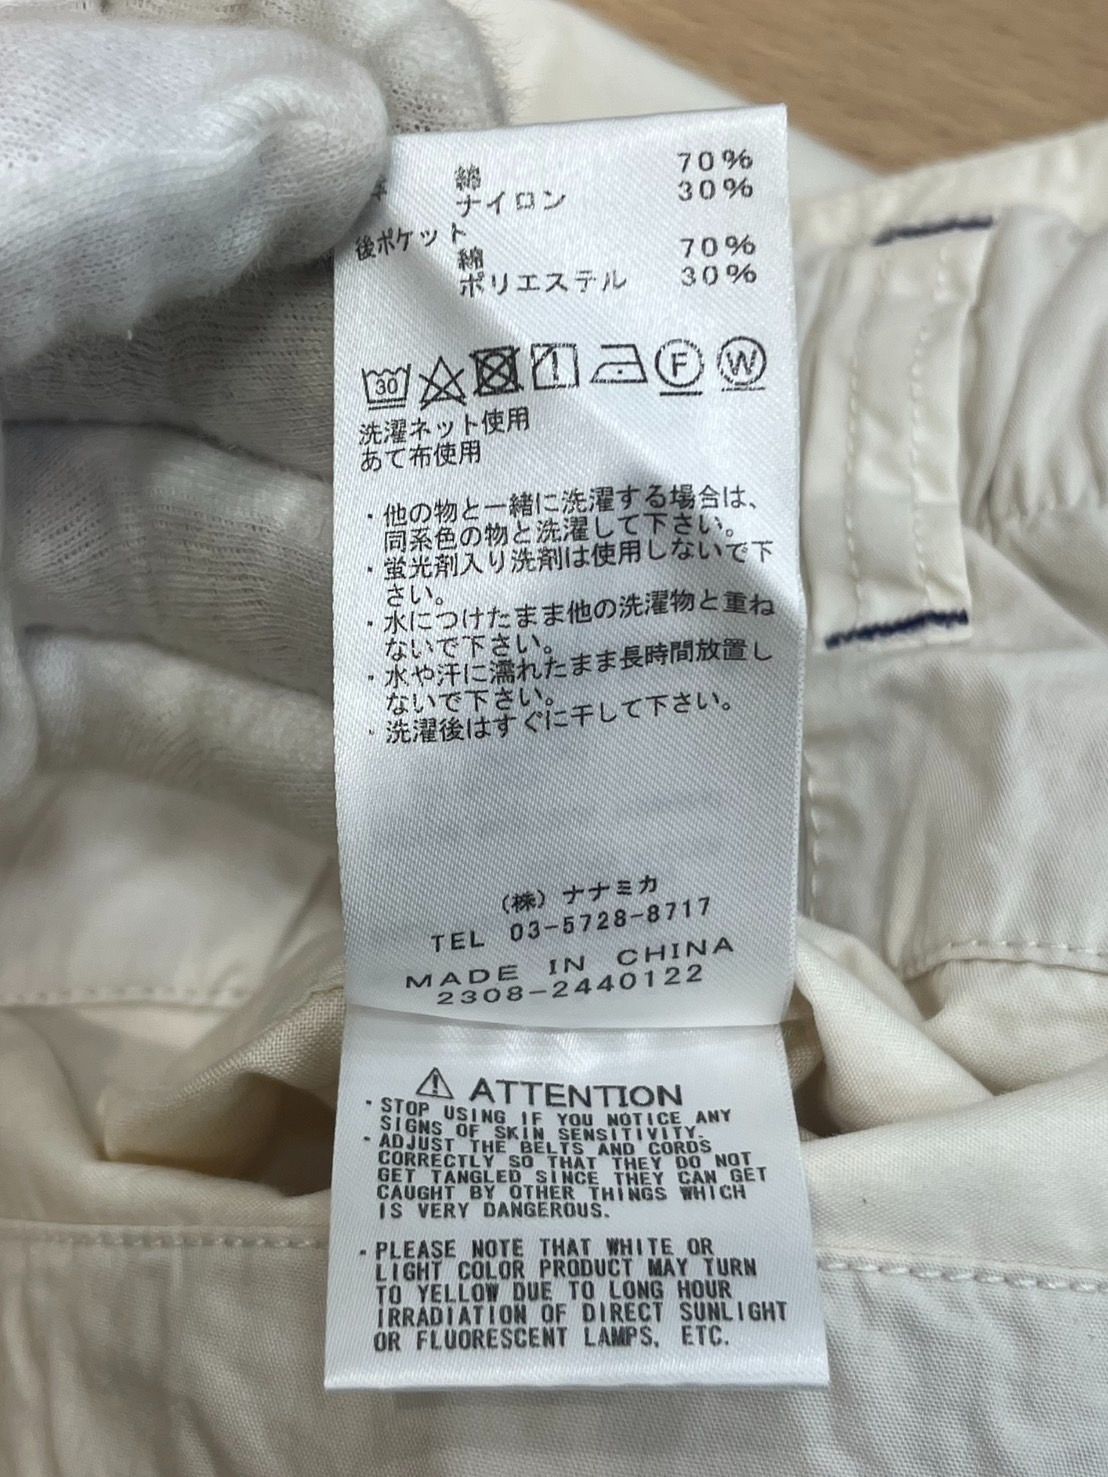 綿 70%
ナイロン 30%
後ポケット
綿 70%
ポリエステル 30%
30 1 F W
洗濯ネット使用
あて布使用
・他の物と一緒に洗濯する場合は、
同系色の物と洗濯して下さい。
・蛍光剤入り洗剤は使用しないで下
さい。
・水につけたまま他の洗濯物と重ね
ないで下さい。
・水や汗に濡れたまま長時間放置し
ないで下さい。
・洗濯後はすぐに干して下さい。
(株)ナナミカ
TEL 03-5728-8717
MADE IN CHINA
2308-2440122
ATTENTION
・STOP USING IF YOU NOTICE ANY
SIGNS OF SKIN SENSITIVITY.
・ADJUST THE BELTS AND CORDS
CORRECTLY SO THAT THEY DO NOT
GET TANGLED SINCE THEY CAN GET
CAUGHT BY OTHER THINGS WHICH
IS VERY DANGEROUS.
・PLEASE NOTE THAT WHITE OR
LIGHT COLOR PRODUCT MAY TURN
TO YELLOW DUE TO LONG HOUR
IRRADIATION OF DIRECT SUNLIGHT
OR FLUORESCENT LAMPS, ETC.